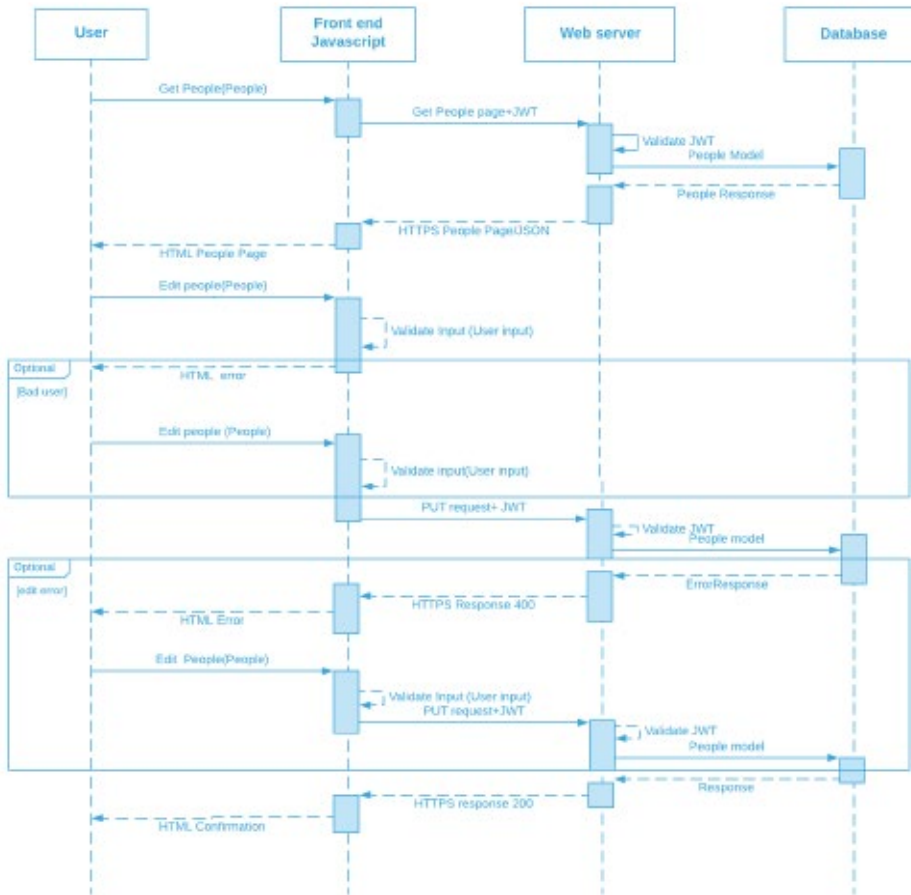 User
Front end
Javascript
Web server
Database
Get People(People)
Get People page+JWT
Validate JWT
People Model
People Response
HTTPS People Page/JSON
HTML People Page
Edit people(People)
Validate Input (User input)
Optional
HTML error
[Bad user]
Edit people (People)
Validate input(User input)
PUT request+ JWT
Validate JWT
People model
Optional
ErrorResponse
[edit error]
HTTPS Response 400
HTML Error
Edit People(People)
Validate Input (User input)
PUT request+JWT
Validate JWT
People model
Response
HTTPS response 200
HTML Confirmation